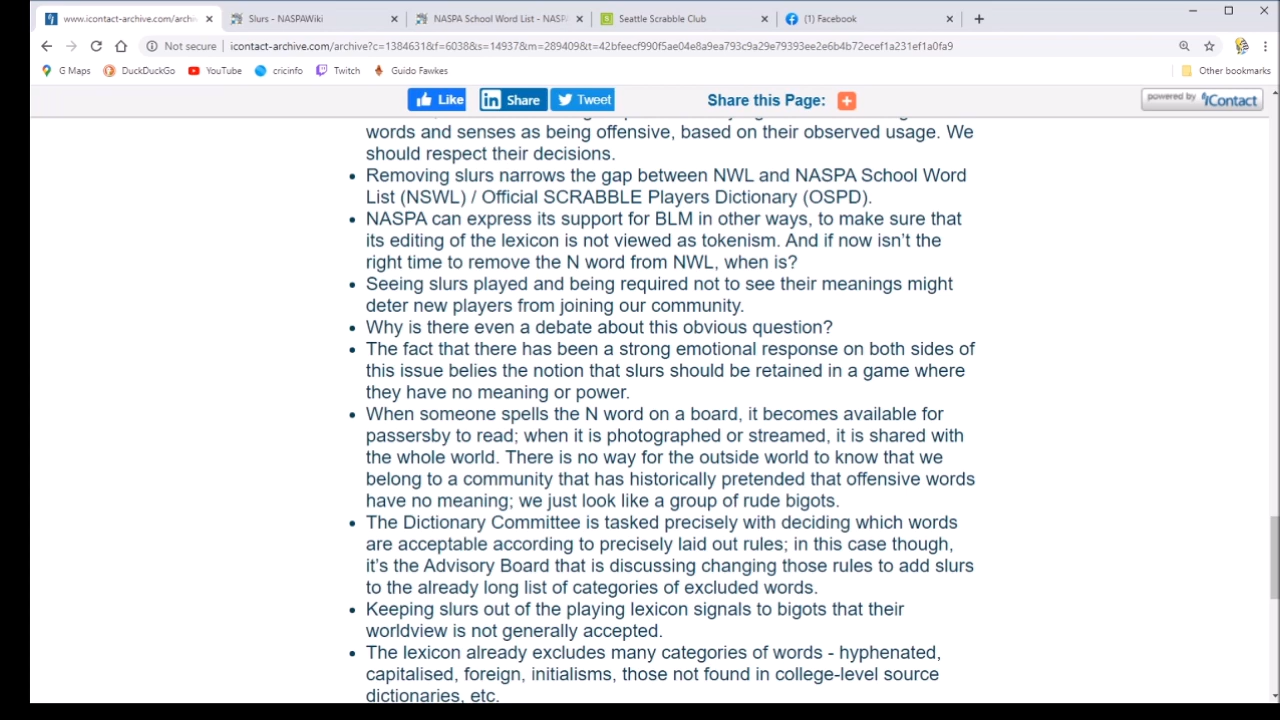 www.icontact-archive.com/archi
Slurs - NASPAWiki
NASPA School Word List - NASP
Seattle Scrabble Club
(1) Facebook
Not secure
icontact-archive.com/archive?c=1384631&f=6038&s=14937&m=289409&t=42bfeecf990f5ae04e8a9ea793c9a29e79393ee2e6b4b72ecef1a231ef1a0fa9
G Maps
DuckDuckGo
YouTube
cricinfo
Twitch
Guido Fawkes
Other bookmarks
Like
in Share
Tweet
Share this Page:
powered by iContact
words and senses as being offensive, based on their observed usage. We
should respect their decisions.
• Removing slurs narrows the gap between NWL and NASPA School Word
List (NSWL) / Official SCRABBLE Players Dictionary (OSPD).
• NASPA can express its support for BLM in other ways, to make sure that
its editing of the lexicon is not viewed as tokenism. And if now isn’t the
right time to remove the N word from NWL, when is?
• Seeing slurs played and being required not to see their meanings might
deter new players from joining our community.
• Why is there even a debate about this obvious question?
• The fact that there has been a strong emotional response on both sides of
this issue belies the notion that slurs should be retained in a game where
they have no meaning or power.
• When someone spells the N word on a board, it becomes available for
passersby to read; when it is photographed or streamed, it is shared with
the whole world. There is no way for the outside world to know that we
belong to a community that has historically pretended that offensive words
have no meaning; we just look like a group of rude bigots.
• The Dictionary Committee is tasked precisely with deciding which words
are acceptable according to precisely laid out rules; in this case though,
it’s the Advisory Board that is discussing changing those rules to add slurs
to the already long list of categories of excluded words.
• Keeping slurs out of the playing lexicon signals to bigots that their
worldview is not generally accepted.
• The lexicon already excludes many categories of words - hyphenated,
capitalised, foreign, initialisms, those not found in college-level source
dictionaries, etc.